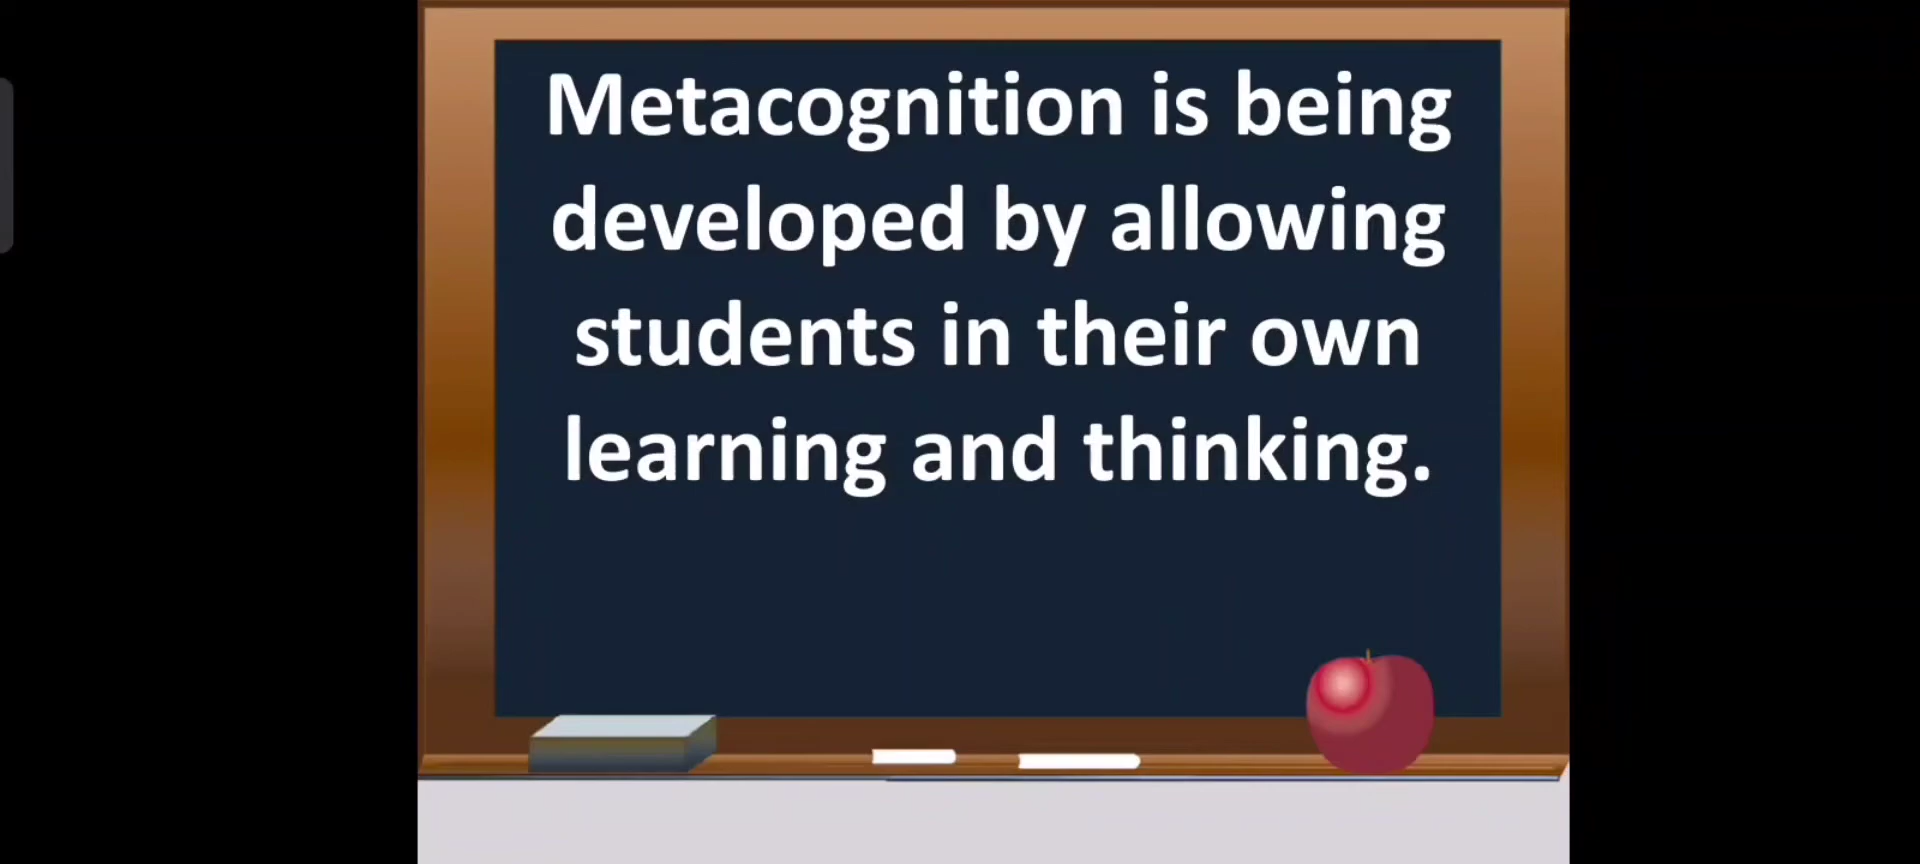 Metacognition is being
developed by allowing
students in their own
learning and thinking.